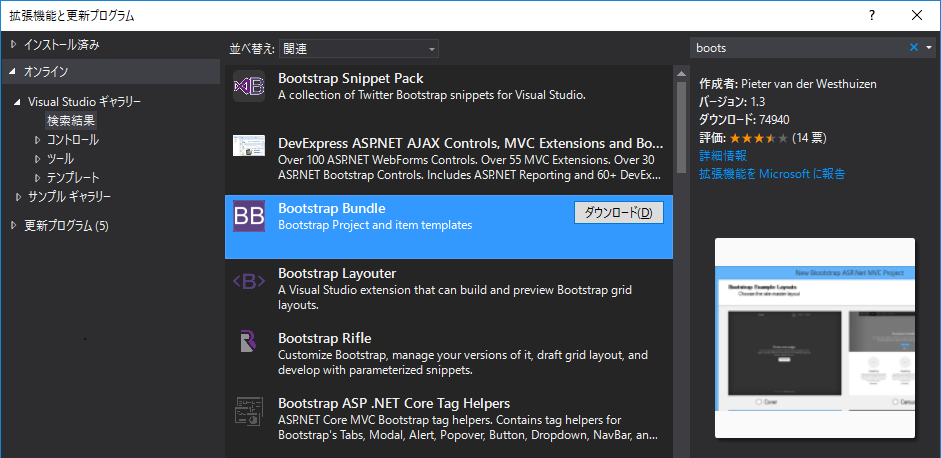 拡張機能と更新プログラム
?
インストール済み
オンライン
Visual Studio ギャラリー
検索結果
コントロール
ツール
テンプレート
サンプル ギャラリー
更新プログラム (5)
並べ替え: 関連
Bootstrap Snippet Pack
A collection of Twitter Bootstrap snippets for Visual Studio.
DevExpress ASP.NET AJAX Controls, MVC Extensions and Bo...
Over 100 ASP.NET WebForms Controls. Over 55 MVC Extensions. Over 30
ASP.NET Bootstrap Controls. Includes ASP.NET Reporting and 60+ DevEx...
BB
Bootstrap Bundle
Bootstrap Project and item templates
ダウンロード(D)
<B>
Bootstrap Layouter
A Visual Studio extension that can build and preview Bootstrap grid
layouts.
Bootstrap Rifle
Customize Bootstrap, manage your versions of it, draft grid layout, and
develop with parameterized snippets.
Bootstrap ASP .NET Core Tag Helpers
ASP.NET Core MVC Bootstrap tag helpers. Contains tag helpers for
Bootstrap's Tabs, Modal, Alert, Popover, Button, Dropdown, NavBar, an...
boots
作成者: Pieter van der Westhuizen
バージョン: 1.3
ダウンロード: 74940
評価: (14 票)
詳細情報
拡張機能を Microsoft に報告
New Bootstrap ASP.Net MVC Project
Bootstrap Example Layouts
Choose the site master layout
Cover